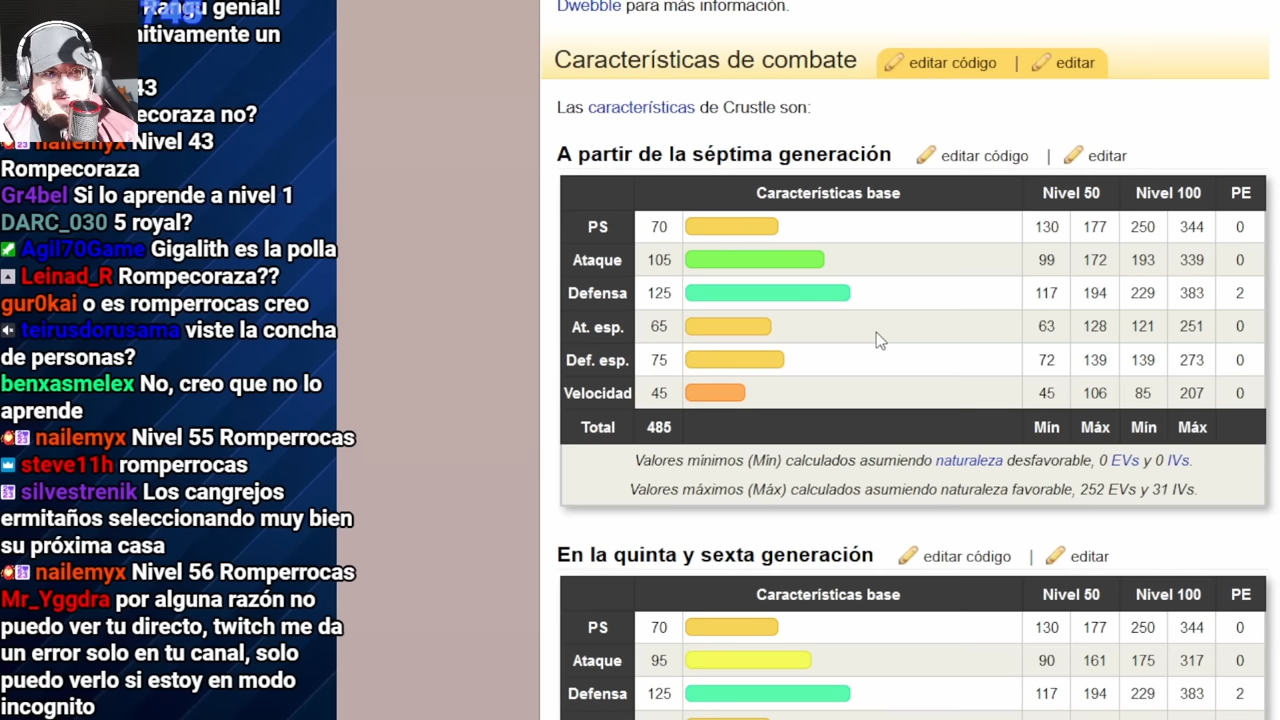 Rangu genial!
nitivamente un
43
ecoraza no?
nailemyx Nivel 43
Rompecoraza
Gr4bel Si lo aprende a nivel 1
DARC_030 5 royal?
Agil70Game Gigalith es la polla
Leinad_R Rompecoraza??
gur0kai o es romperrocas creo
teirusdorusama viste la concha
de personas?
benxasmelex No, creo que no lo
aprende
nailemyx Nivel 55 Romperrocas
steve11h romperrocas
silvestrenik Los cangrejos
ermitaños seleccionando muy bien
su próxima casa
nailemyx Nivel 56 Romperrocas
Mr_Yggdra por alguna razón no
puedo ver tu directo, twitch me da
un error solo en tu canal, solo
puedo verlo si estoy en modo
incognito
Dwebble para más información.
Características de combate editar código | editar
Las características de Crustle son:
A partir de la séptima generación editar código | editar
Características base Nivel 50 Nivel 100 PE
PS 70 130 177 250 344 0
Ataque 105 99 172 193 339 0
Defensa 125 117 194 229 383 2
At. esp. 65 63 128 121 251 0
Def. esp. 75 72 139 139 273 0
Velocidad 45 45 106 85 207 0
Total 485 Mín Máx Mín Máx
Valores mínimos (Mín) calculados asumiendo naturaleza desfavorable, 0 EVs y 0 IVs.
Valores máximos (Máx) calculados asumiendo naturaleza favorable, 252 EVs y 31 IVs.
En la quinta y sexta generación editar código | editar
Características base Nivel 50 Nivel 100 PE
PS 70 130 177 250 344 0
Ataque 95 90 161 175 317 0
Defensa 125 117 194 229 383 2